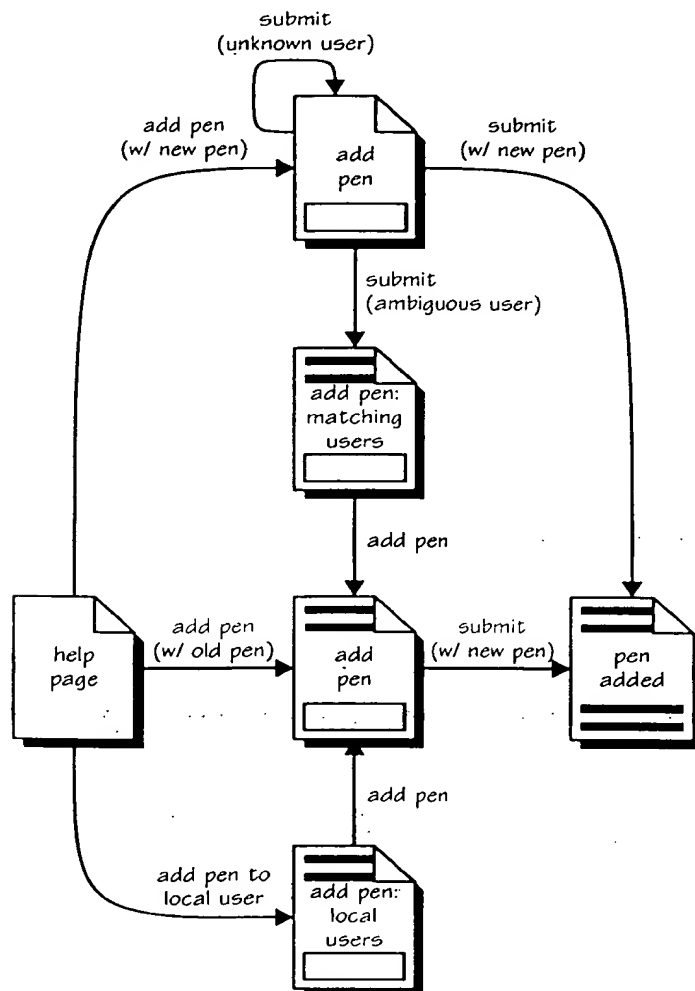 submit
(unknown user)
add pen
(w/ new pen)
add
pen
submit
(w/ new pen)
submit
(ambiguous user)
add pen:
matching
users
add pen
help
page
add pen
(w/ old pen)
add
pen
submit
(w/ new pen)
pen
added
add pen
add pen to
local user
add pen:
local
users